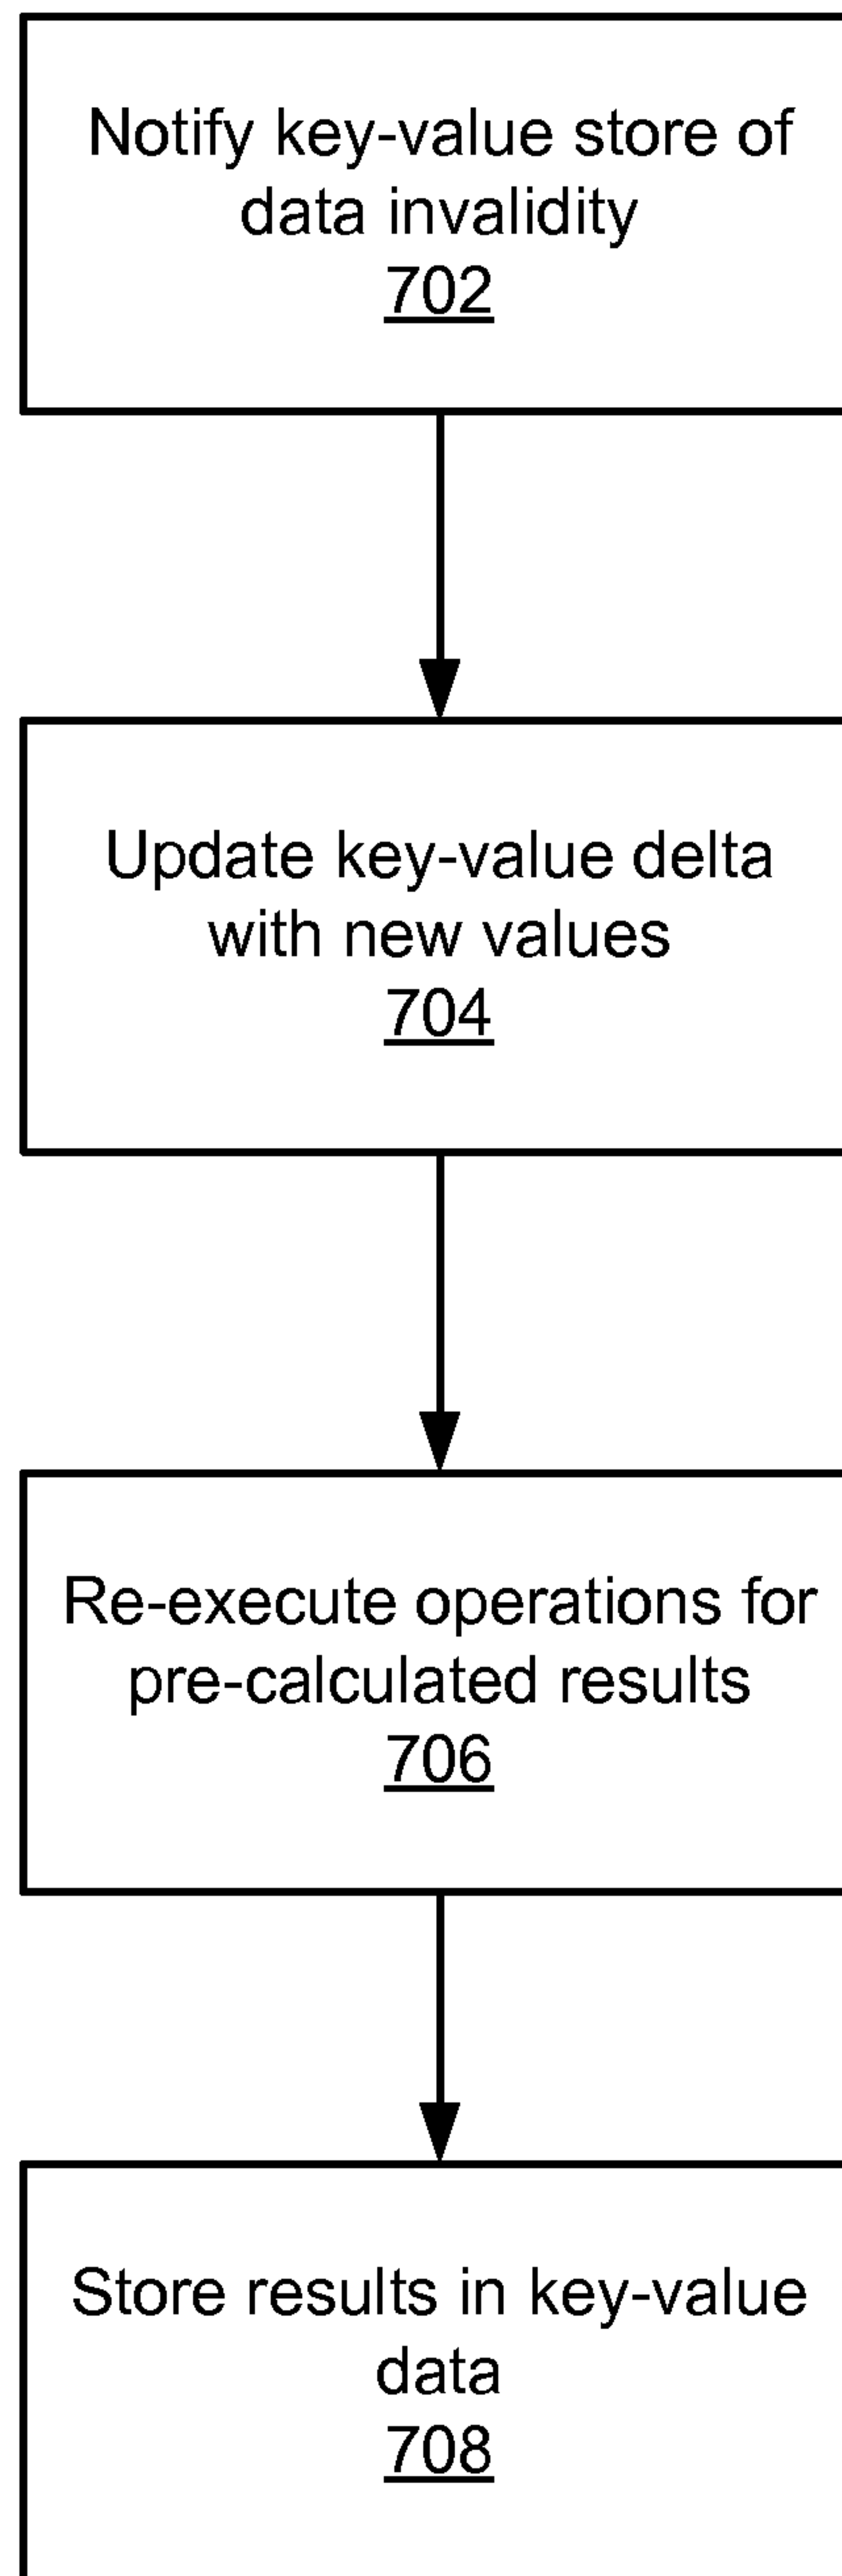 Notify key-value store of
data invalidity
702
Update key-value delta
with new values
704
Re-execute operations for
pre-calculated results
706
Store results in key-value
data
708